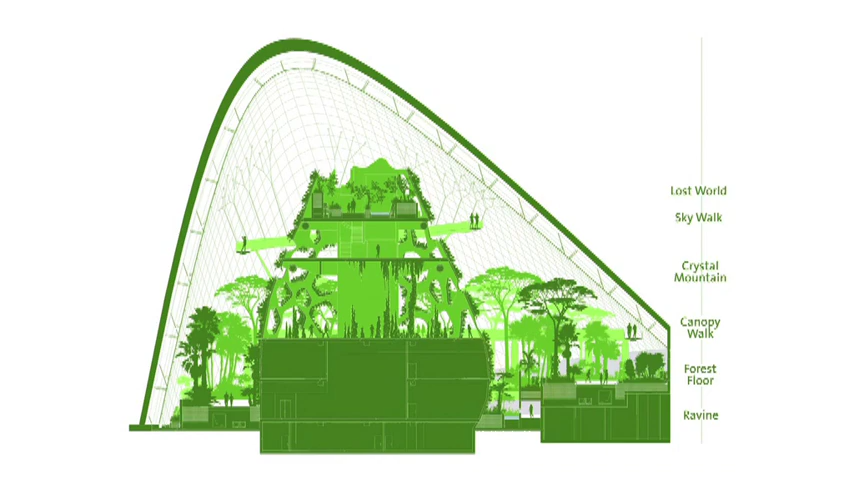 Lost World
Sky Walk
Crystal
Mountain
Canopy
Walk
Forest
Floor
Ravine